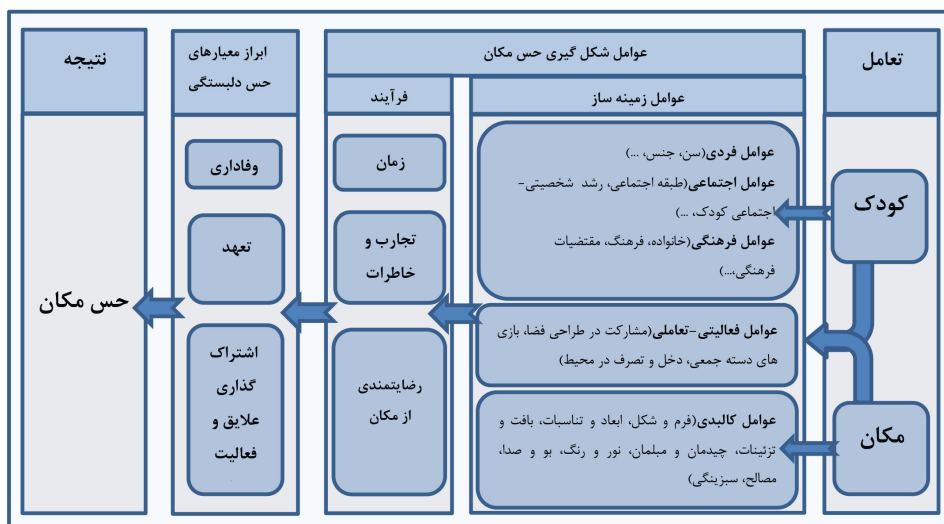 تعامل
عوامل شکل گیری حس مکان
ابراز معیارهای
حس دلبستگی
نتیجه
عوامل زمینه ساز
فرآیند
کودک
مکان
عوامل فردی(سن، جنس، ...)
عوامل اجتماعی(طبقه اجتماعی، رشد شخصیتی-
اجتماعی کودک، ...)
عوامل فرهنگی(خانواده، فرهنگ، مقتضیات
فرهنگی،...)
عوامل فعالیتی-تعاملی(مشارکت در طراحی فضا، بازی
های دسته جمعی، دخل و تصرف در محیط)
عوامل کالبدی(فرم و شکل، ابعاد و تناسبات، بافت و
تزئینات، چیدمان و مبلمان، نور و رنگ، بو و صدا،
مصالح، سبزینگی)
زمان
تجارب و
خاطرات
رضایتمندی
از مکان
وفاداری
تعهد
اشتراک
گذاری
علایق و
فعالیت
حس مکان